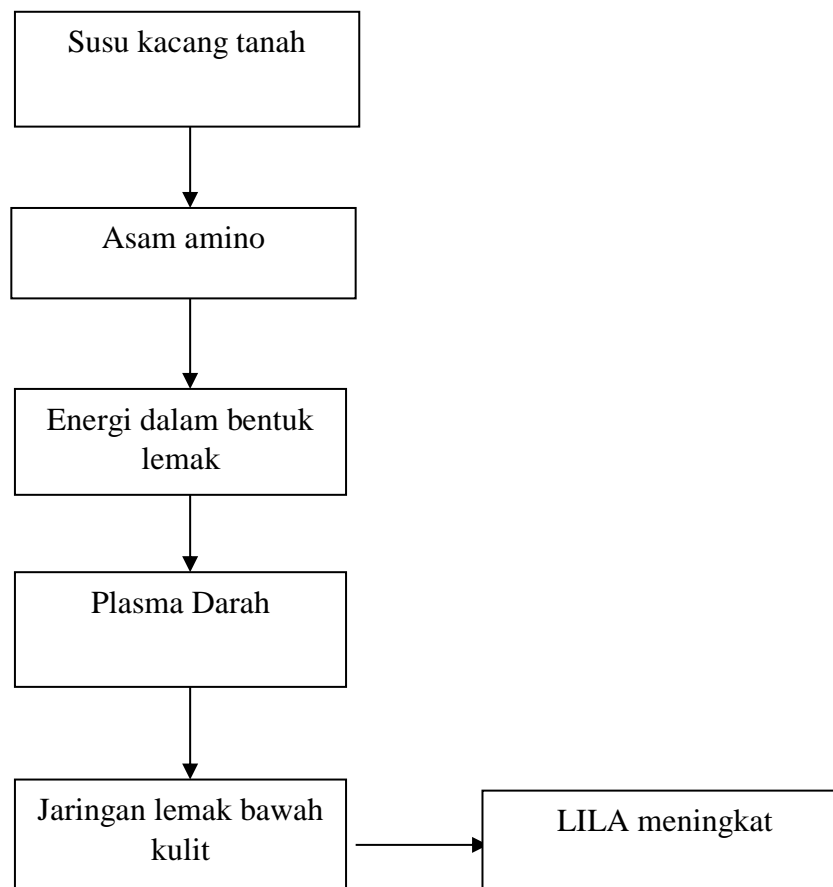 Susu kacang tanah
Asam amino
Energi dalam bentuk
lemak
Plasma Darah
Jaringan lemak bawah
kulit
LILA meningkat